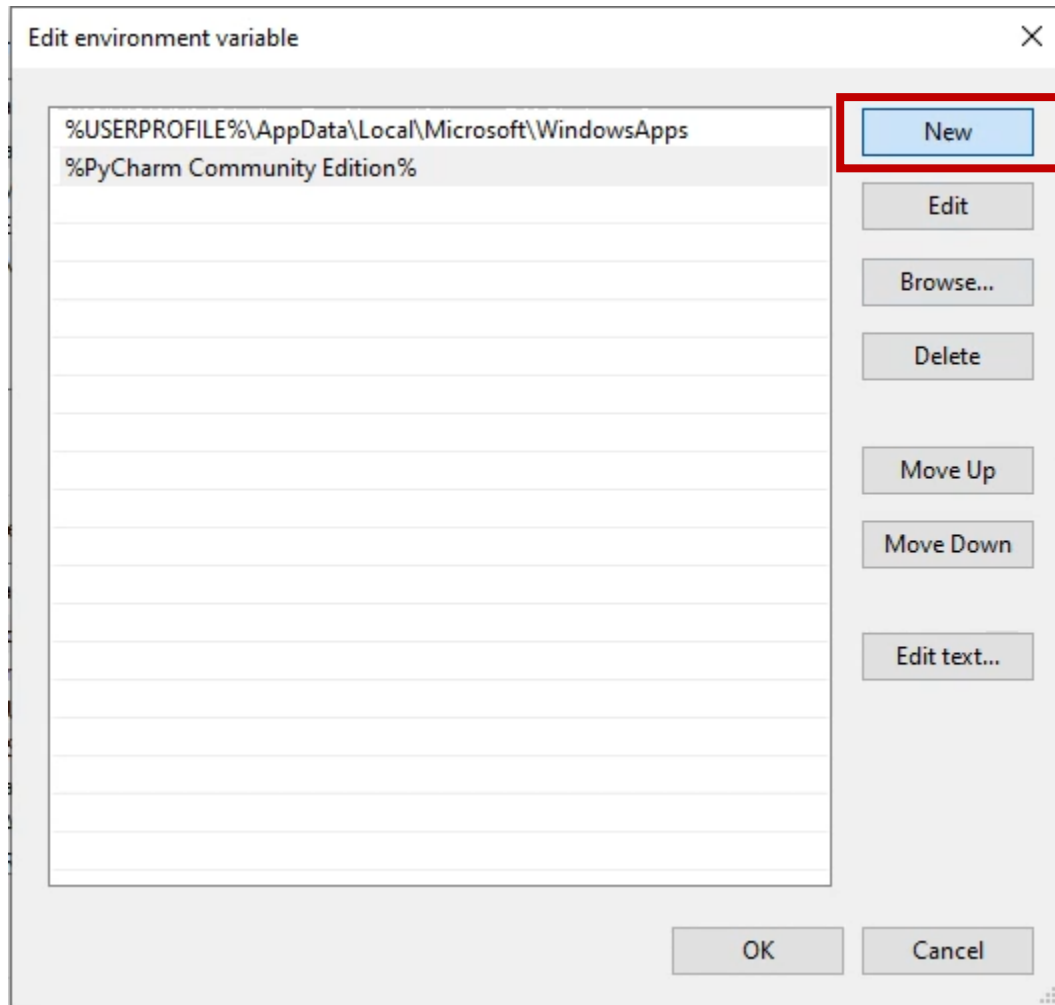 Edit environment variable
%USERPROFILE%\AppData\Local\Microsoft\WindowsApps
%PyCharm Community Edition%
New
Edit
Browse...
Delete
Move Up
Move Down
Edit text...
OK
Cancel